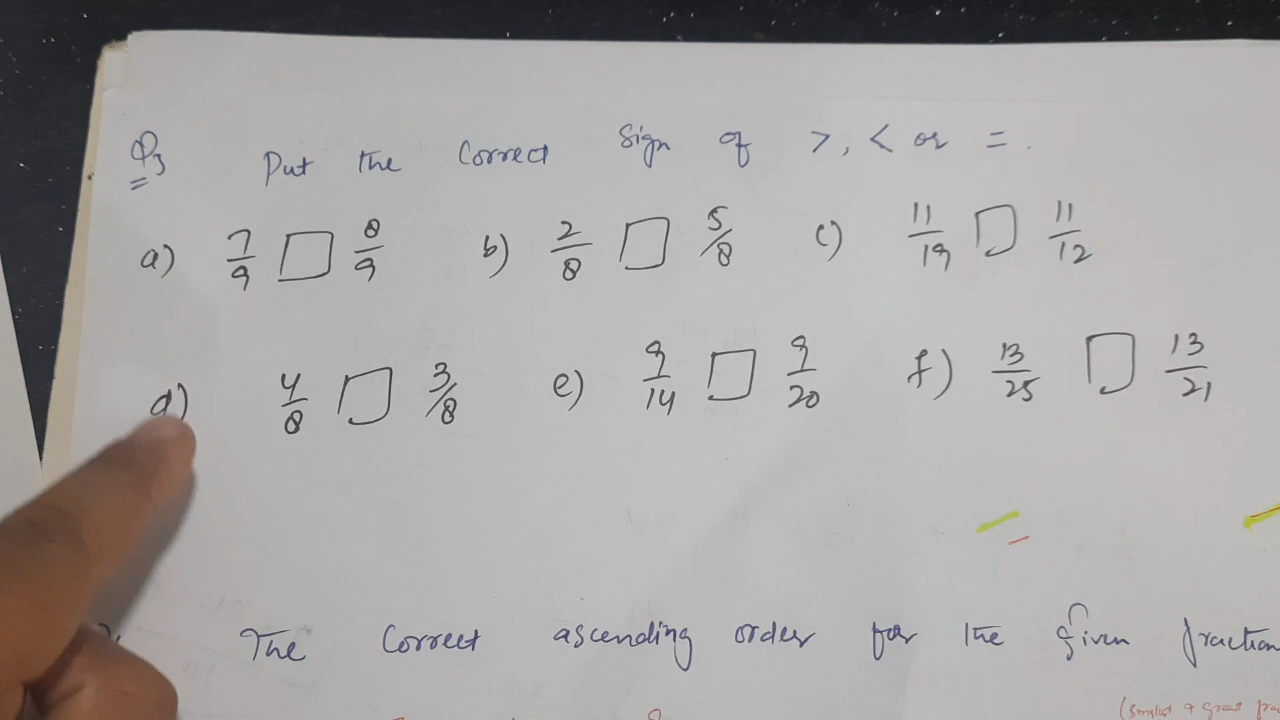 Q3 Put the Correct Sign of >, < or = .
a) 7/9 □ 8/9 b) 2/8 □ 5/8 c) 11/19 □ 11/12
d) 4/8 □ 3/8 e) 9/14 □ 9/20 f) 13/25 □ 13/21
The Correct ascending order for the given fraction